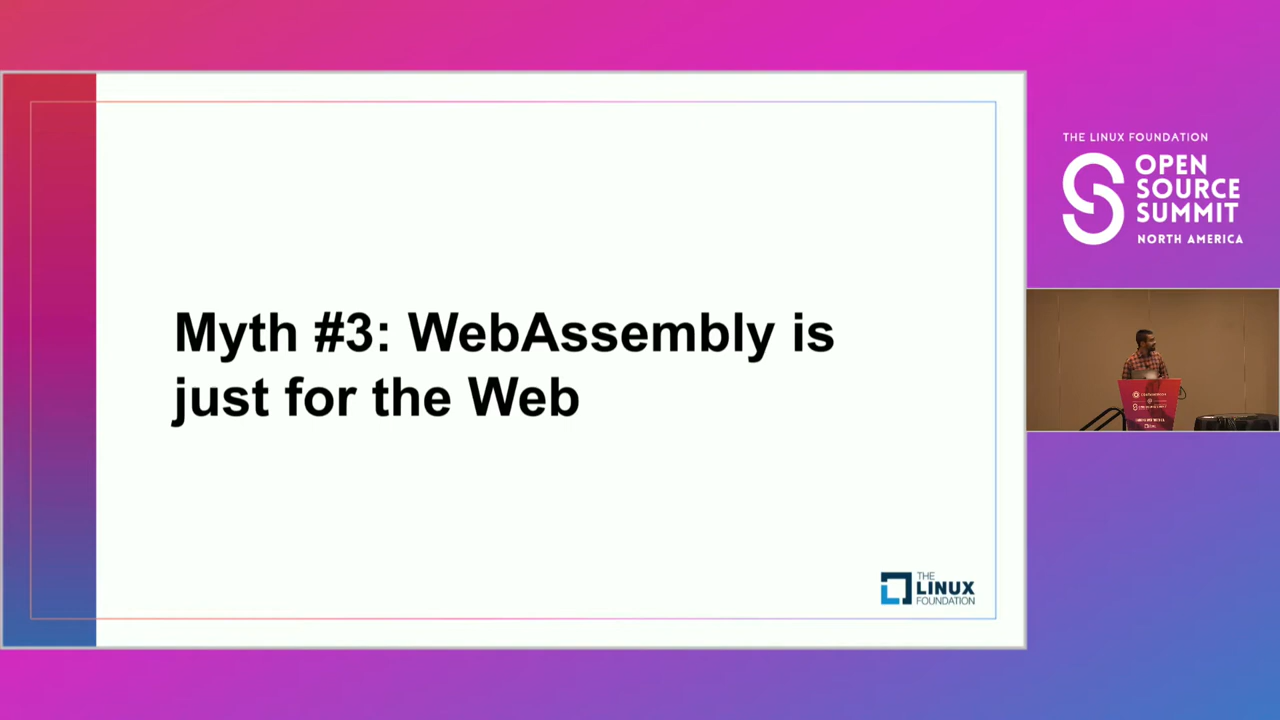 Myth #3: WebAssembly is
just for the Web
THE
LINUX
FOUNDATION
THE LINUX FOUNDATION
OPEN
SOURCE
SUMMIT
NORTH AMERICA